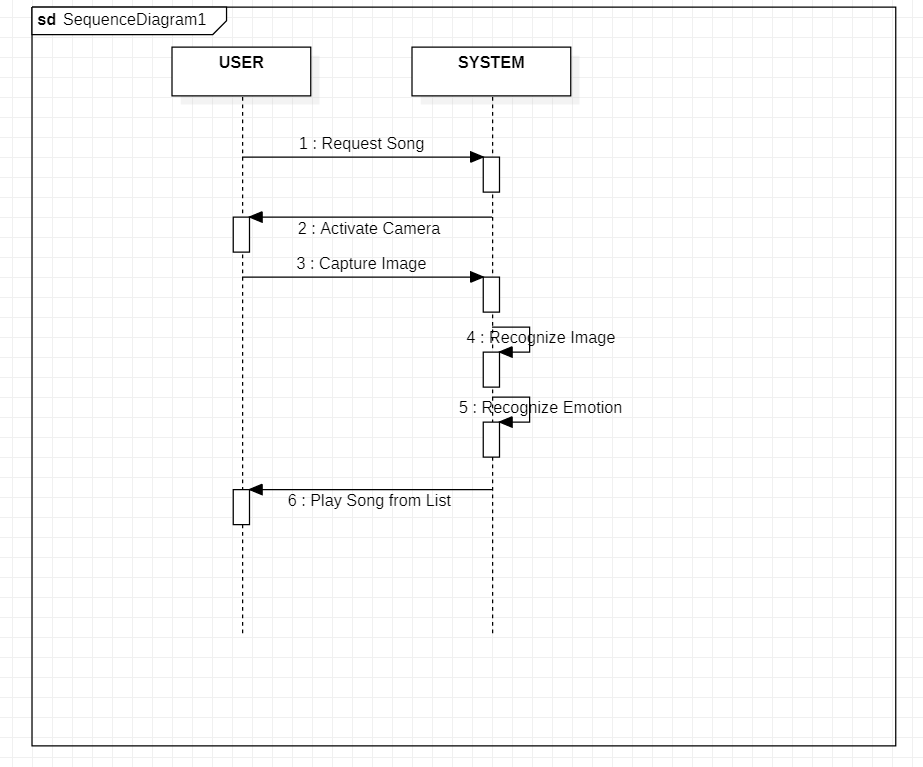 sd SequenceDiagram1
USER
SYSTEM
1 : Request Song
2 : Activate Camera
3 : Capture Image
4 : Recognize Image
5 : Recognize Emotion
6 : Play Song from List